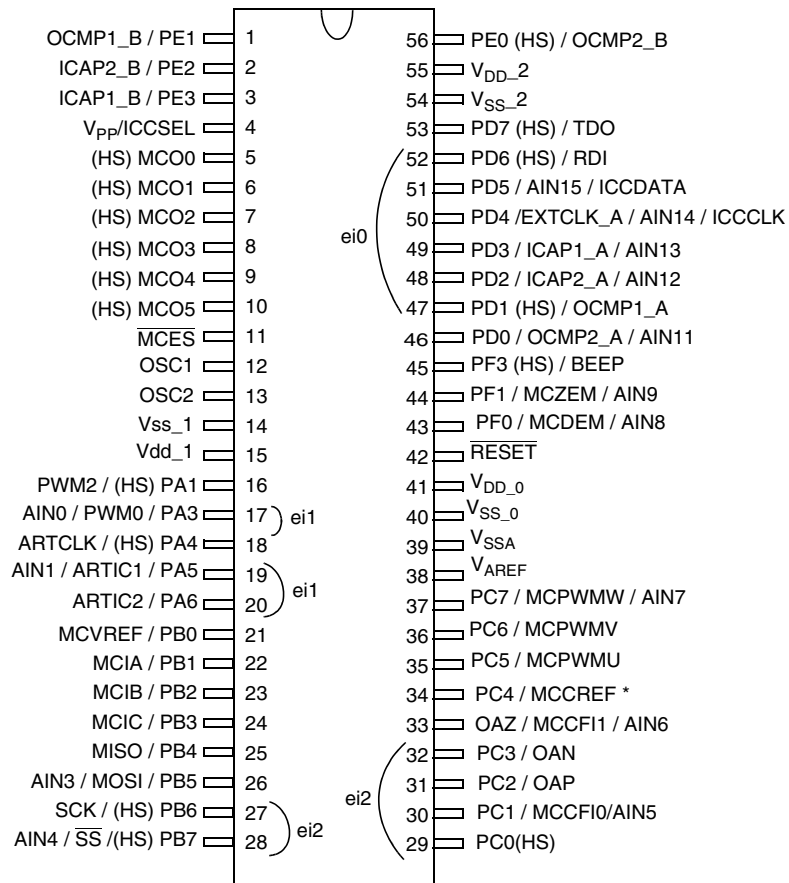 OCMP1_B / PE1 1
ICAP2_B / PE2 2
ICAP1_B / PE3 3
VPP/ICCSEL 4
(HS) MCO0 5
(HS) MCO1 6
(HS) MCO2 7
(HS) MCO3 8
(HS) MCO4 9
(HS) MCO5 10
MCES 11
OSC1 12
OSC2 13
Vss_1 14
Vdd_1 15
PWM2 / (HS) PA1 16
AIN0 / PWM0 / PA3 17
ARTCLK / (HS) PA4 18
AIN1 / ARTIC1 / PA5 19
ARTIC2 / PA6 20
MCVREF / PB0 21
MCIA / PB1 22
MCIB / PB2 23
MCIC / PB3 24
MISO / PB4 25
AIN3 / MOSI / PB5 26
SCK / (HS) PB6 27
AIN4 / SS /(HS) PB7 28
ei1
ei1
ei2
56 PE0 (HS) / OCMP2_B
55 VDD_2
54 VSS_2
53 PD7 (HS) / TDO
52 PD6 (HS) / RDI
51 PD5 / AIN15 / ICCDATA
50 PD4 /EXTCLK_A / AIN14 / ICCCLK
49 PD3 / ICAP1_A / AIN13
48 PD2 / ICAP2_A / AIN12
47 PD1 (HS) / OCMP1_A
46 PD0 / OCMP2_A / AIN11
45 PF3 (HS) / BEEP
44 PF1 / MCZEM / AIN9
43 PF0 / MCDEM / AIN8
42 RESET
41 VDD_0
40 VSS_0
39 VSSA
38 VAREF
37 PC7 / MCPWMW / AIN7
36 PC6 / MCPWMV
35 PC5 / MCPWMU
34 PC4 / MCCREF *
33 OAZ / MCCFI1 / AIN6
32 PC3 / OAN
31 PC2 / OAP
30 PC1 / MCCFI0/AIN5
29 PC0(HS)
ei0
ei2